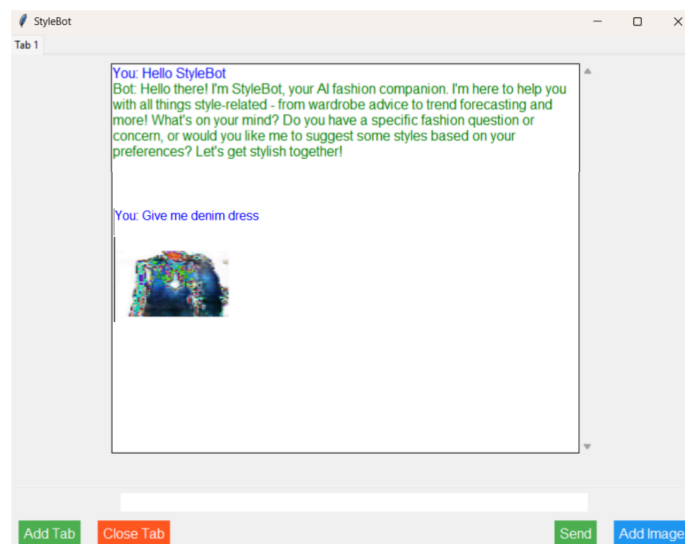 StyleBot
Tab 1
You: Hello StyleBot
Bot: Hello there! I'm StyleBot, your AI fashion companion. I'm here to help you
with all things style-related - from wardrobe advice to trend forecasting and
more! What's on your mind? Do you have a specific fashion question or
concern, or would you like me to suggest some styles based on your
preferences? Let's get stylish together!
You: Give me denim dress
Add Tab
Close Tab
Send
Add Image